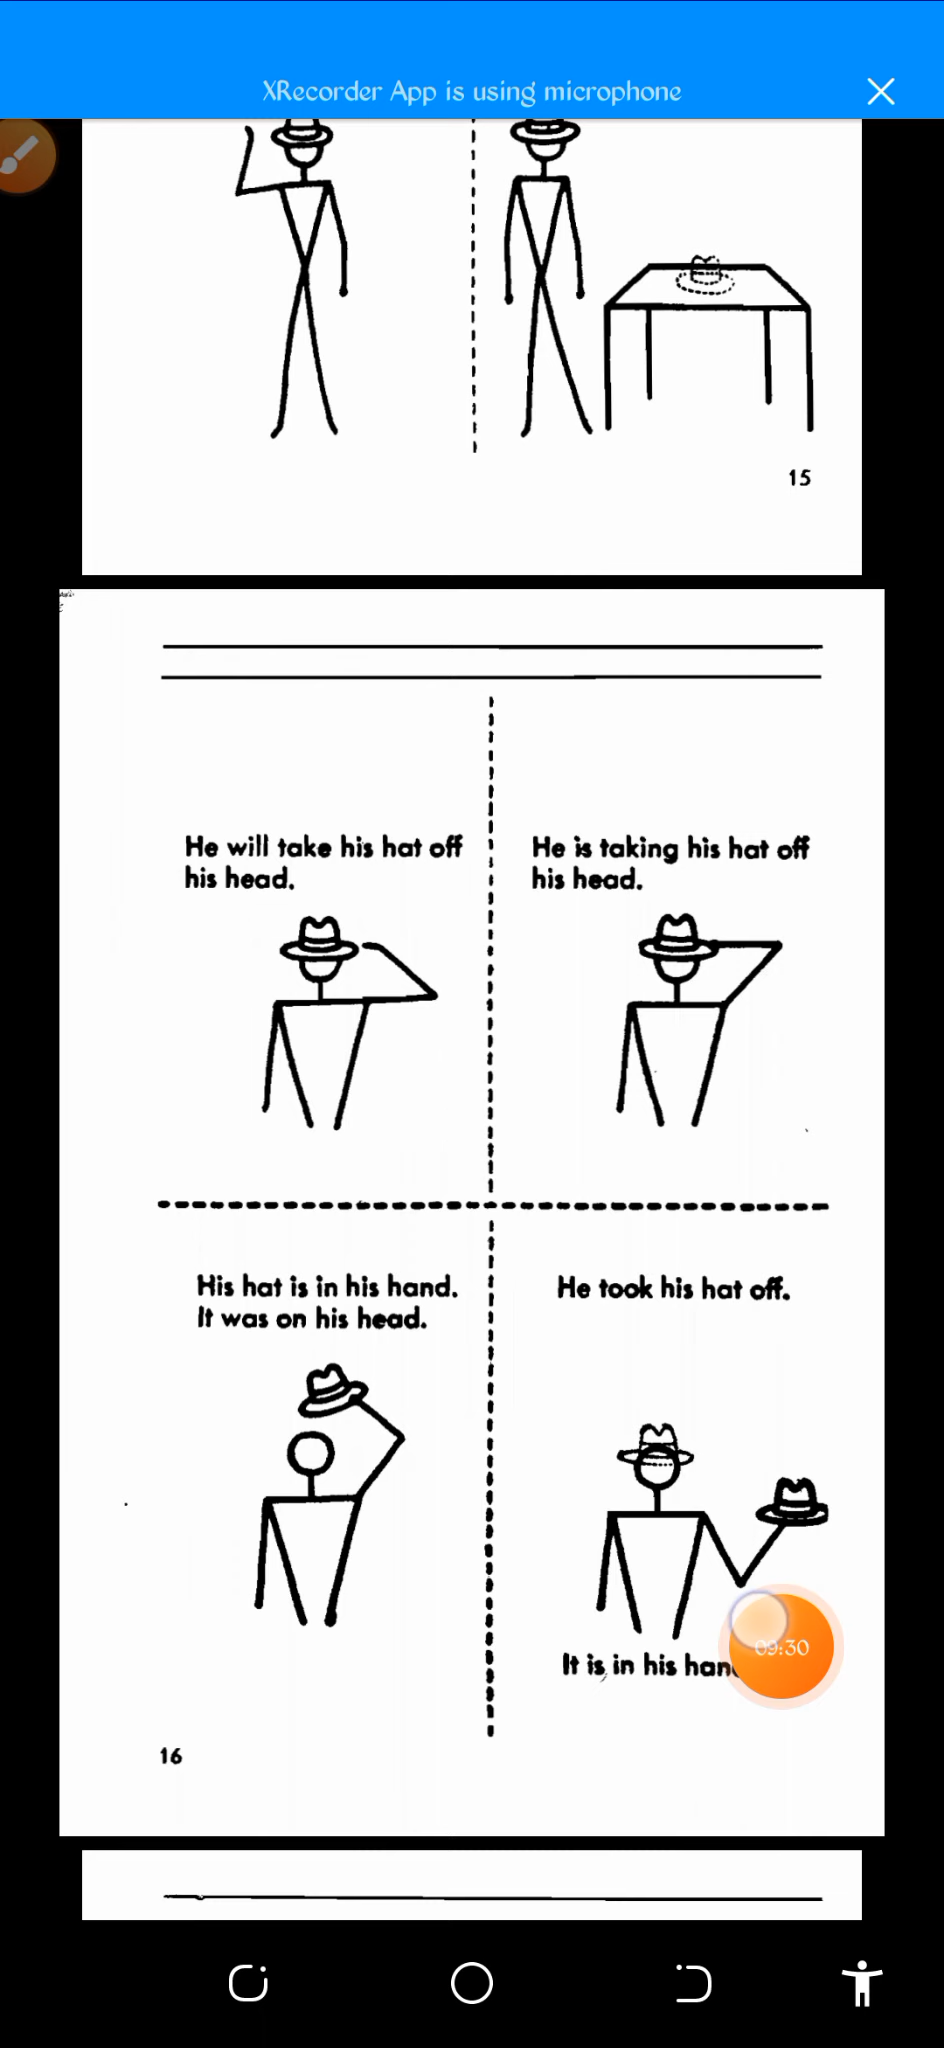 XRecorder App is using microphone
15
He will take his hat off
his head.
He is taking his hat off
his head.
His hat is in his hand.
It was on his head.
He took his hat off.
09:30
It is in his
16